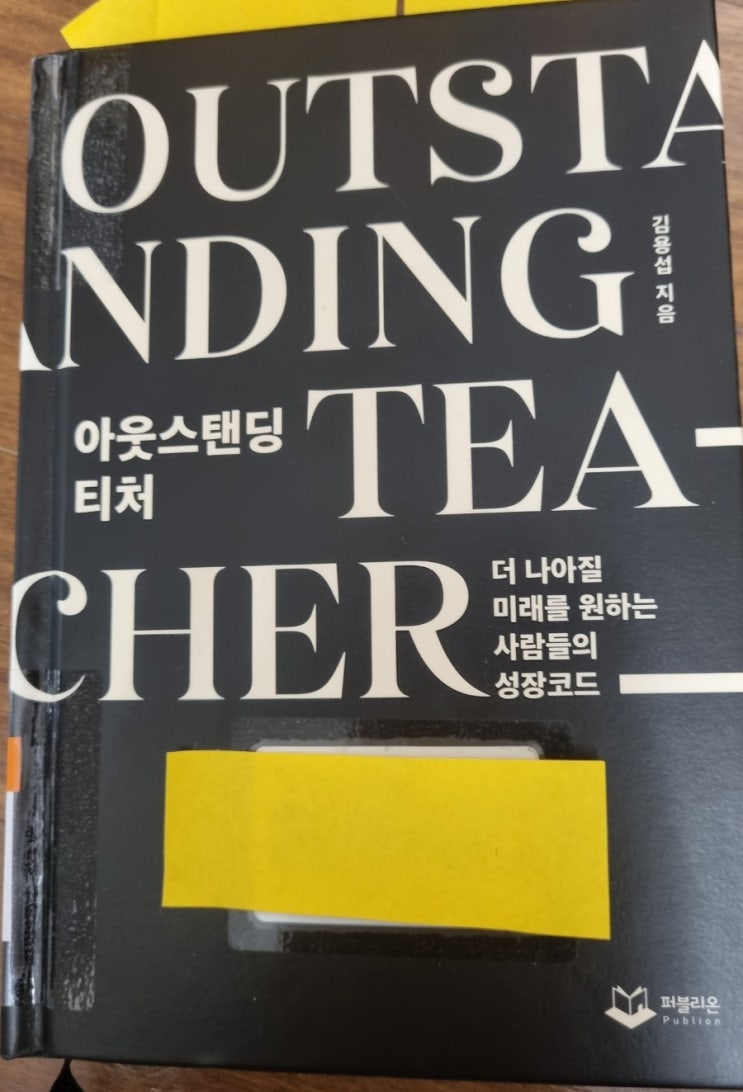 OUTSTA
NDING
김용섭 지음
아웃스탠딩
티처
TEA-
CHER
더 나아질
미래를 원하는
사람들의
성장코드
퍼블리온
Publion